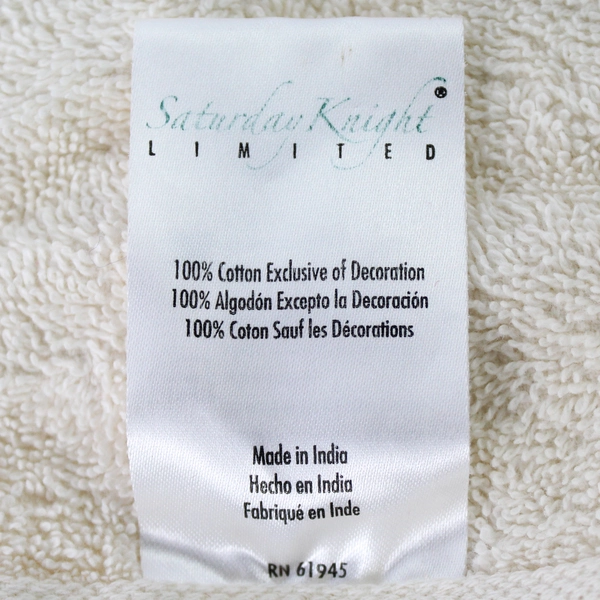 Saturday Knight®
LIMITED
100% Cotton Exclusive of Decoration
100% Algodón Excepto la Decoración
100% Coton Sauf les Décorations
Made in India
Hecho en India
Fabriqué en Inde
RN 61945